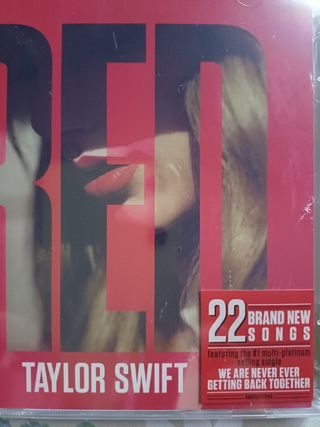 RED
TAYLOR SWIFT
22 BRAND NEW
SONGS
featuring the #1 multi-platinum
selling single
WE ARE NEVER EVER
GETTING BACK TOGETHER